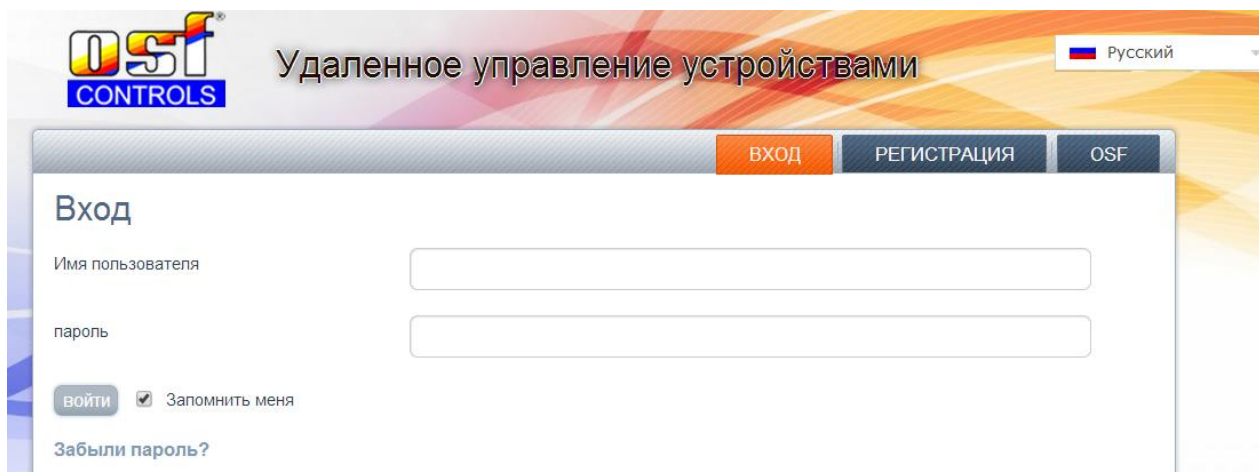 osf®
CONTROLS
Удаленное управление устройствами
Русский
ВХОД
РЕГИСТРАЦИЯ
OSF
Вход
Имя пользователя
пароль
войти
Запомнить меня
Забыли пароль?